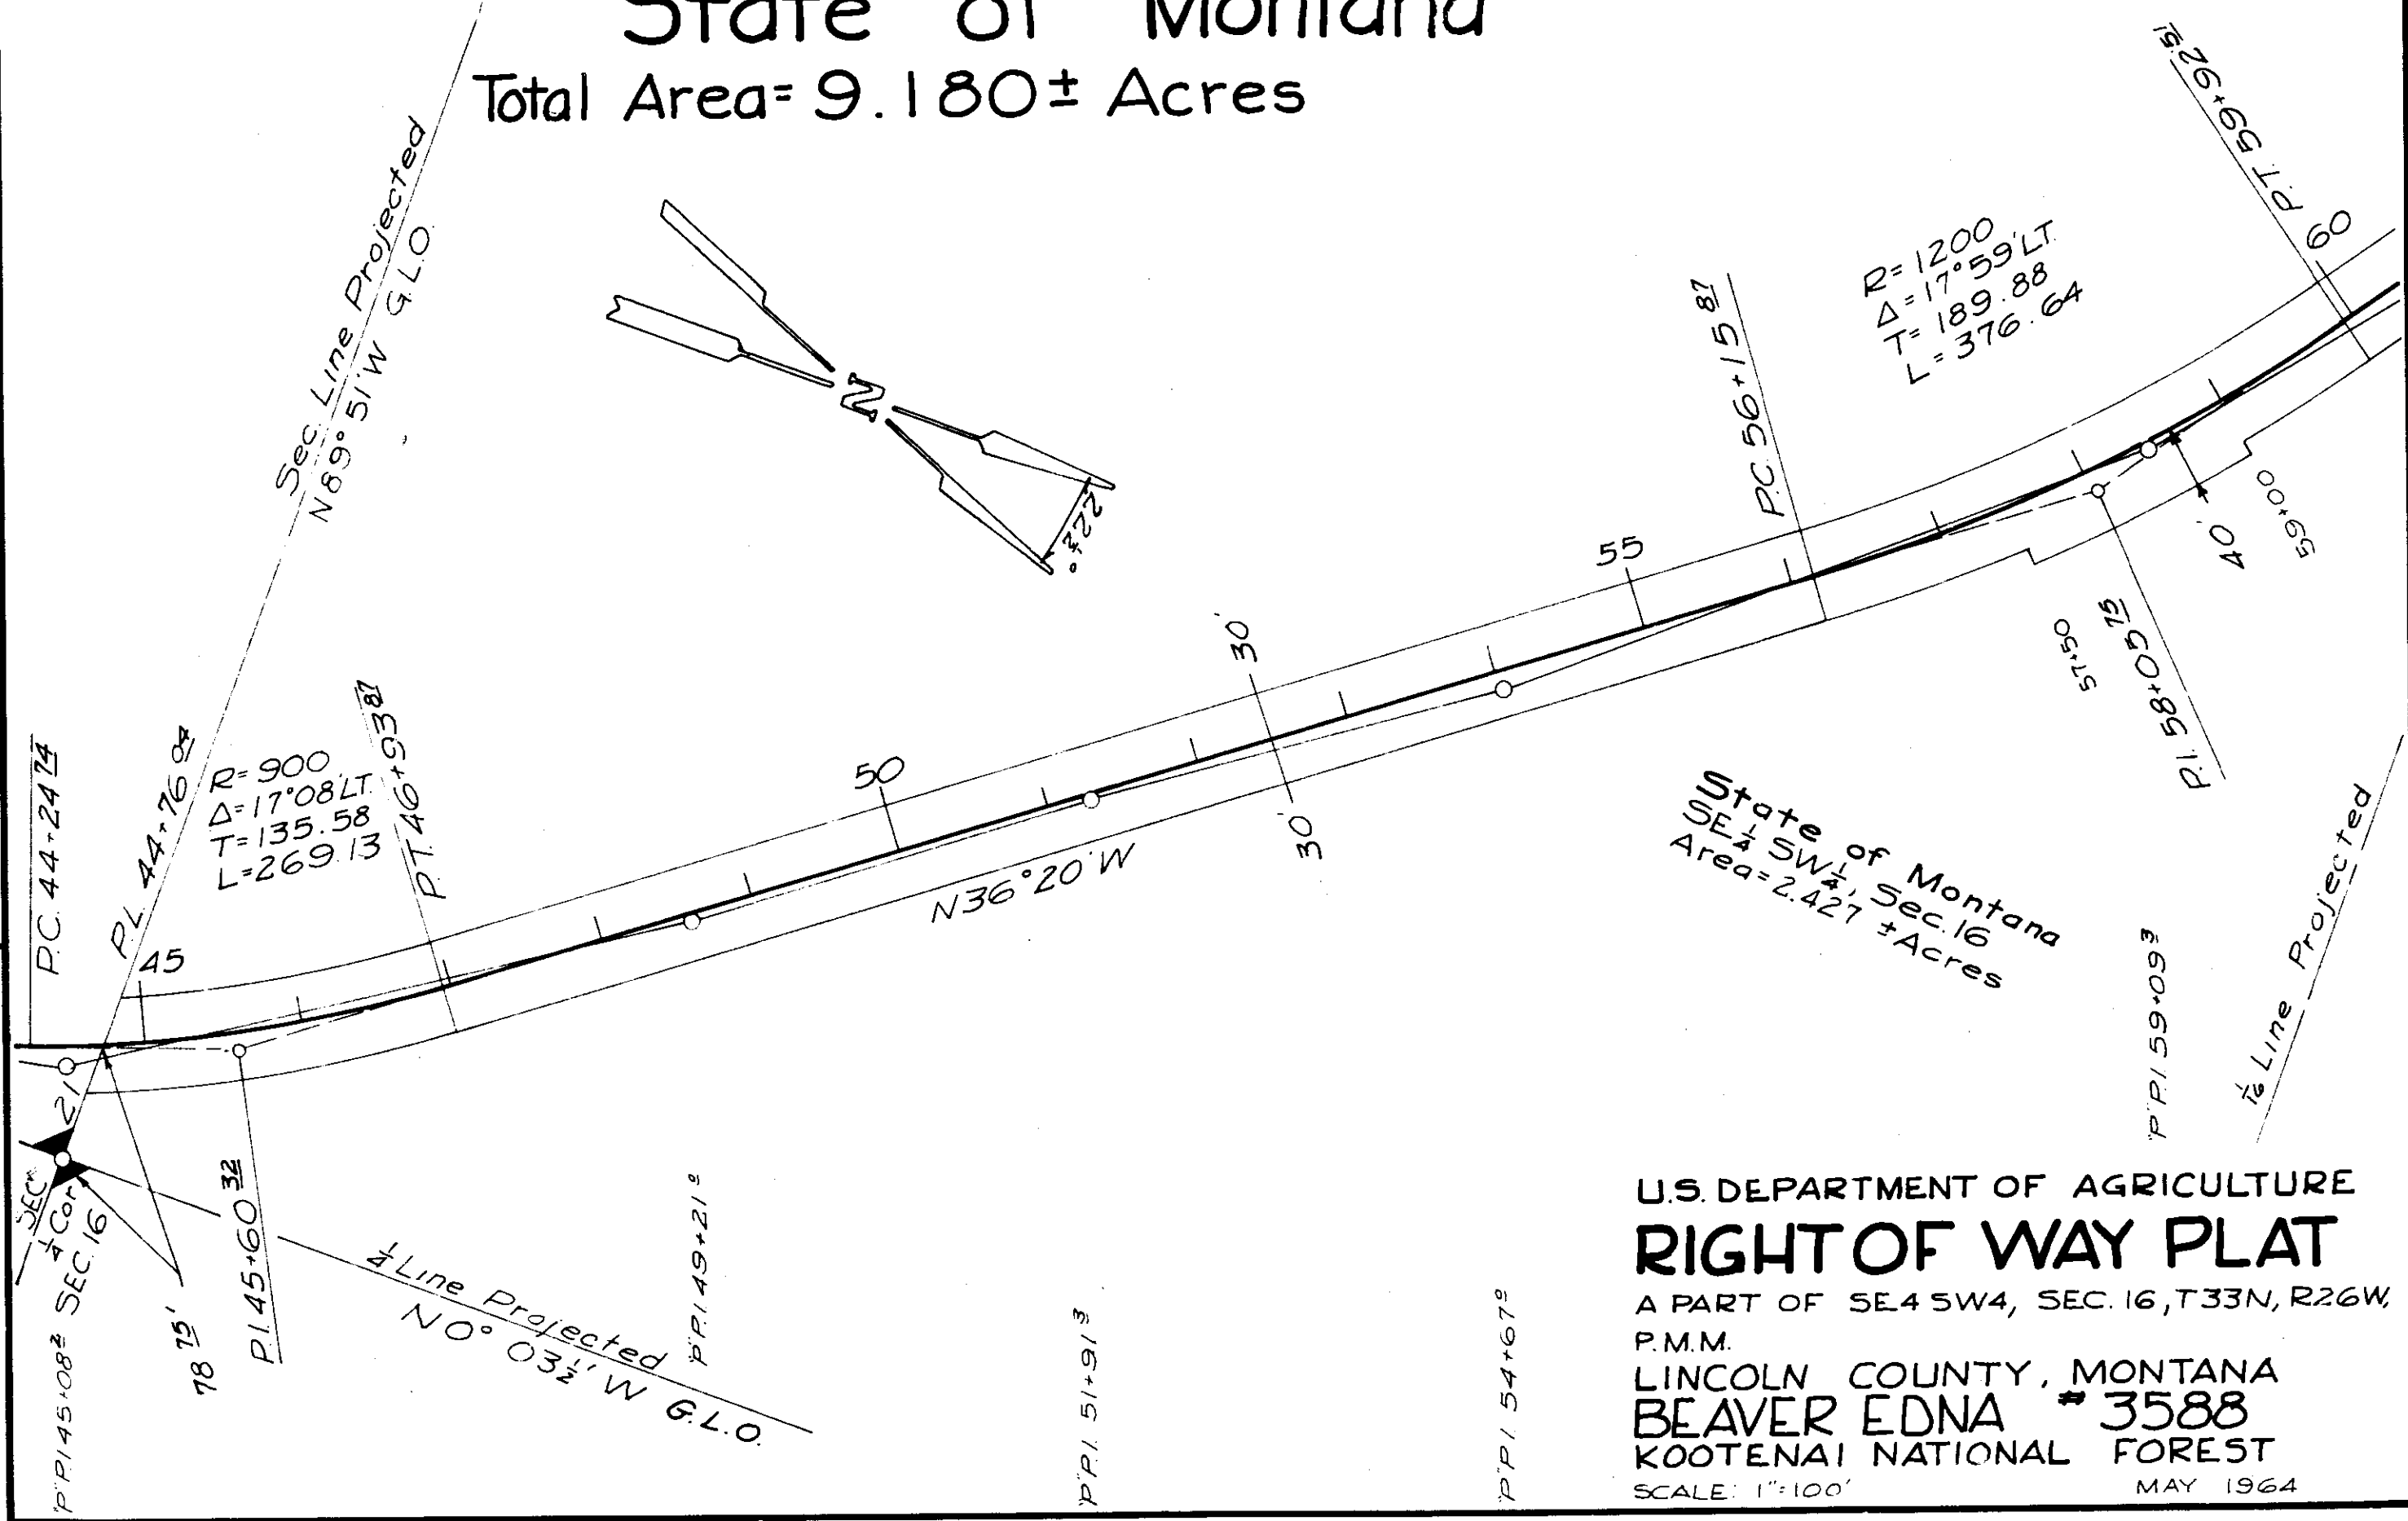 State of Montana
Total Area= 9.180± Acres
Sec. Line Projected
N89° 51'W G.L.O.
N
22½°
P.C. 44+24 74
P.L. 44+76 04
R= 900
Δ= 17°08' LT.
T= 135.58
L=269.13
P.T. 46+93 87
45
50
55
60
30'
30'
N36°20'W
P.C. 56+15 87
R= 1200
Δ= 17°59' LT.
T= 189.88
L= 376.64
P.T. 59+92 51
40'
59+00
57+50
P.I. 58+05 75
State of Montana
SE¼ SW¼, Sec. 16
Area= 2.427 ± Acres
1/16 Line Projected
SEC. 21
¼ Cor
SEC. 16
78 75'
P.I. 45+60 32
¼ Line Projected
N 0° 03½' W G.L.O.
"P" P.I. 45+08 2
"P" P.I. 49+21 0
"P" P.I. 51+91 3
"P" P.I. 54+67 0
"P" P.I. 59+09 3
U.S. DEPARTMENT OF AGRICULTURE
RIGHT OF WAY PLAT
A PART OF SE4 SW4, SEC. 16, T33N, R26W,
P.M.M.
LINCOLN COUNTY, MONTANA
BEAVER EDNA #3588
KOOTENAI NATIONAL FOREST
SCALE: 1"=100'
MAY 1964